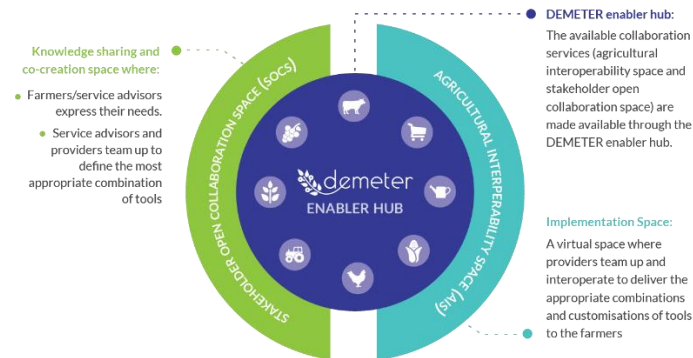 Knowledge sharing and
co-creation space where:
Farmers/service advisors
express their needs.
Service advisors and
providers team up to
define the most
appropriate combination
of tools
STAKEHOLDER OPEN COLLABORATION SPACE (SOCS)
demeter
ENABLER HUB
AGRICULTURAL INTERPERABILITY SPACE (AIS)
DEMETER enabler hub:
The available collaboration
services (agricultural
interoperability space and
stakeholder open
collaboration space) are
made available through the
DEMETER enabler hub.
Implementation Space:
A virtual space where
providers team up and
interoperate to deliver the
appropriate combinations
and customisations of tools
to the farmers